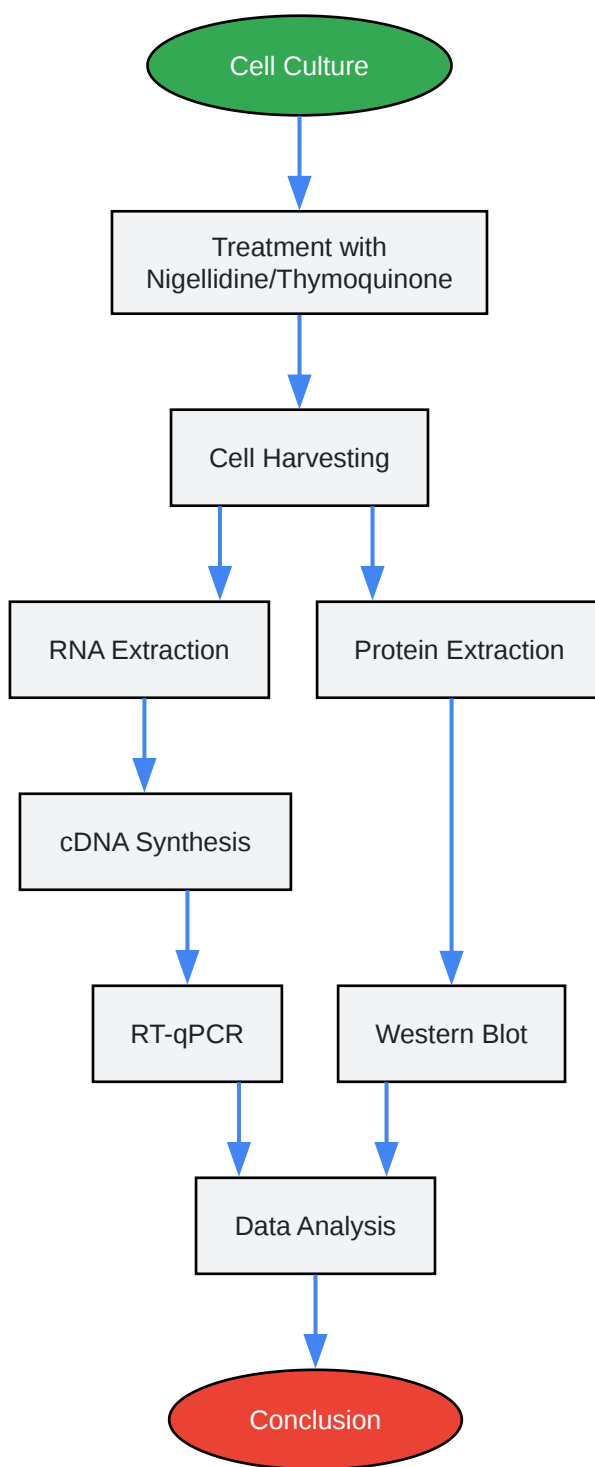 Cell Culture
Treatment with
Nigellidine/Thymoquinone
Cell Harvesting
RNA Extraction
Protein Extraction
cDNA Synthesis
RT-qPCR
Western Blot
Data Analysis
Conclusion